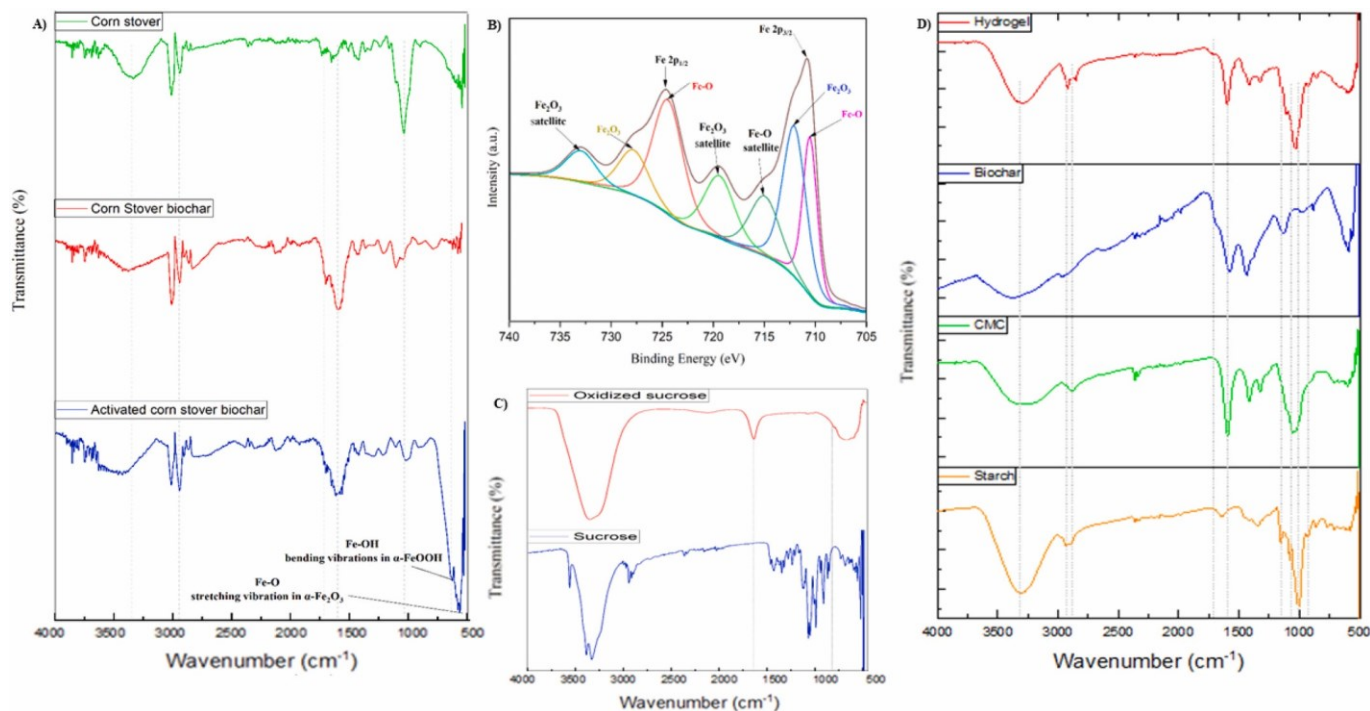 A)
Corn stover
Corn Stover biochar
Activated corn stover biochar
Fe-OH
bending vibrations in α-FeOOH
Fe-O
stretching vibration in α-Fe₂O₃
Transmittance (%)
4000 3500 3000 2500 2000 1500 1000 500
Wavenumber (cm⁻¹)
B)
Fe 2p₃/₂
Fe 2p₁/₂
Fe-O
Fe₂O₃
satellite
Fe₂O₃
Fe₂O₃
satellite
Fe-O
satellite
Fe₂O₃
Fe-O
Intensity (a.u.)
740 735 730 725 720 715 710 705
Binding Energy (eV)
C)
Oxidized sucrose
Sucrose
Transmittance (%)
4000 3500 3000 2500 2000 1500 1000 500
Wavenumber (cm⁻¹)
D)
Hydrogel
Biochar
CMC
Starch
Transmittance (%)
4000 3500 3000 2500 2000 1500 1000 500
Wavenumber (cm⁻¹)